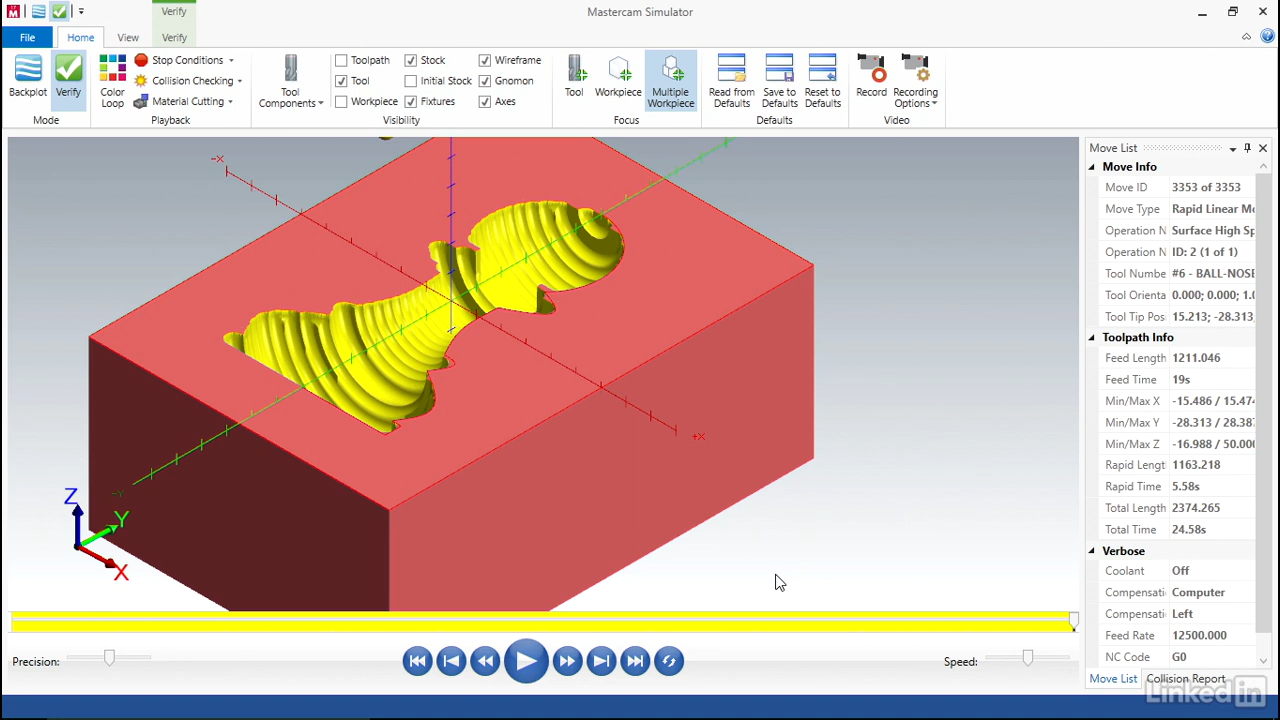 Mastercam Simulator
Verify
File
Home
View
Verify
Backplot
Verify
Mode
Color Loop
Stop Conditions
Collision Checking
Material Cutting
Playback
Tool Components
Toolpath
Tool
Workpiece
Stock
Initial Stock
Fixtures
Wireframe
Gnomon
Axes
Visibility
Tool
Workpiece
Multiple Workpiece
Focus
Read from Defaults
Save to Defaults
Reset to Defaults
Defaults
Record
Recording Options
Video
-X
+X
-Y
Z
Y
X
Move List
Move Info
Move ID 3353 of 3353
Move Type Rapid Linear Mo
Operation N Surface High Sp
Operation N ID: 2 (1 of 1)
Tool Numbe #6 - BALL-NOSE
Tool Orienta 0.000; 0.000; 1.0
Tool Tip Pos 15.213; -28.313,
Toolpath Info
Feed Length 1211.046
Feed Time 19s
Min/Max X -15.486 / 15.474
Min/Max Y -28.313 / 28.387
Min/Max Z -16.988 / 50.000
Rapid Lengt 1163.218
Rapid Time 5.58s
Total Length 2374.265
Total Time 24.58s
Verbose
Coolant Off
Compensati Computer
Compensati Left
Feed Rate 12500.000
NC Code G0
Move List
Collision Report
Precision:
Speed:
Linked in